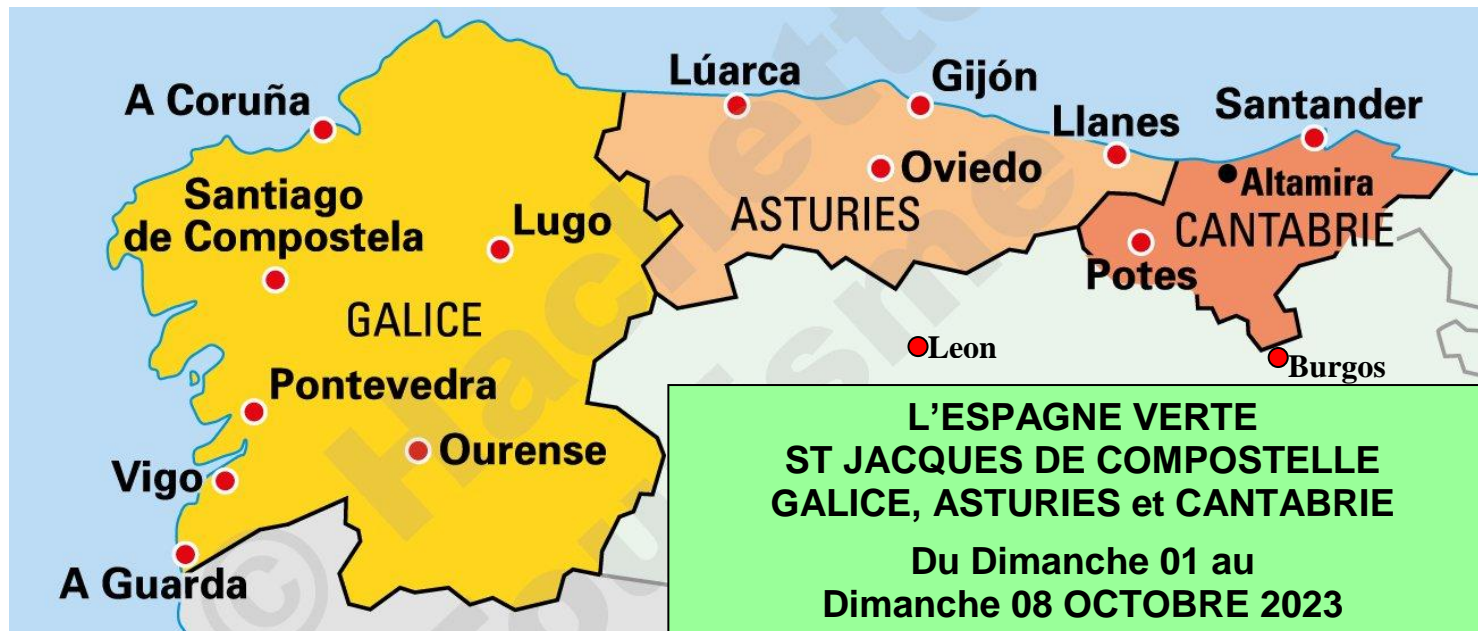 Lúarca
Gijón
A Coruña
Llanes
Santander
Santiago
de Compostela
Lugo
Oviedo
Altamira
ASTURIES
CANTABRIE
Potes
GALICE
Leon
Burgos
Pontevedra
Ourense
Vigo
A Guarda
L’ESPAGNE VERTE
ST JACQUES DE COMPOSTELLE
GALICE, ASTURIES et CANTABRIE
Du Dimanche 01 au
Dimanche 08 OCTOBRE 2023
© Hachette
Tourisme